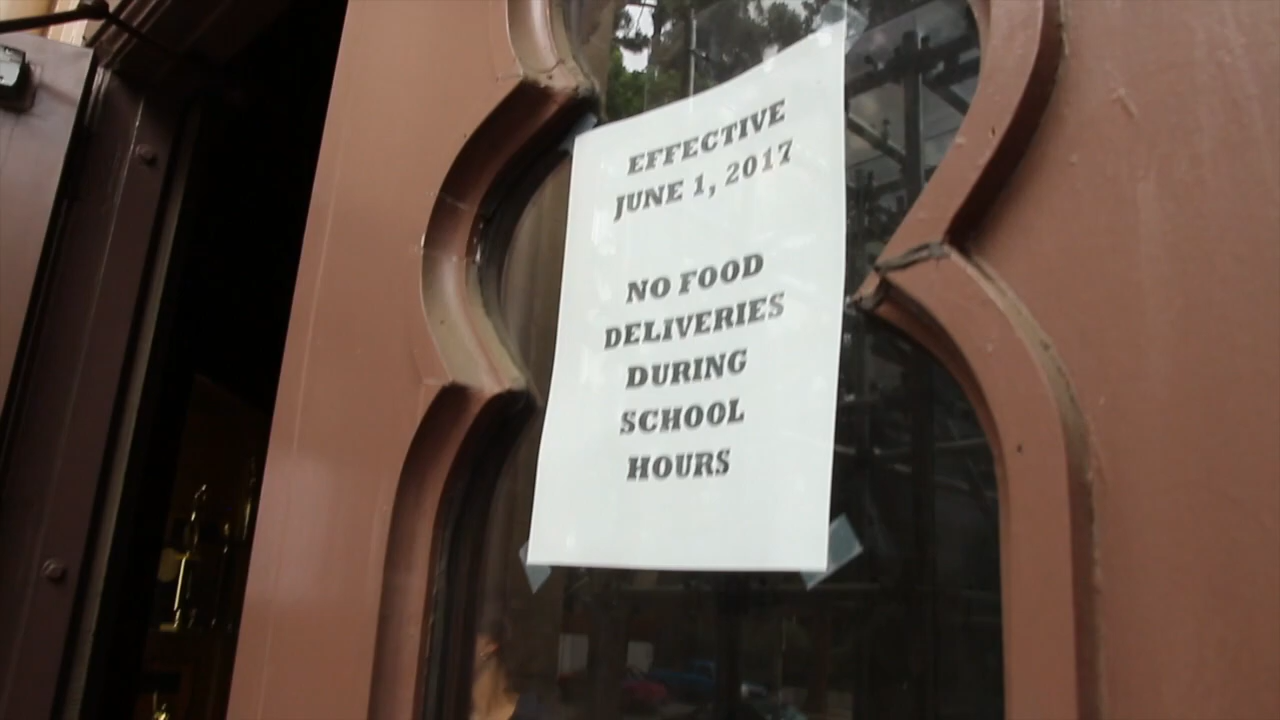 EFFECTIVE
JUNE 1, 2017
NO FOOD
DELIVERIES
DURING
SCHOOL
HOURS